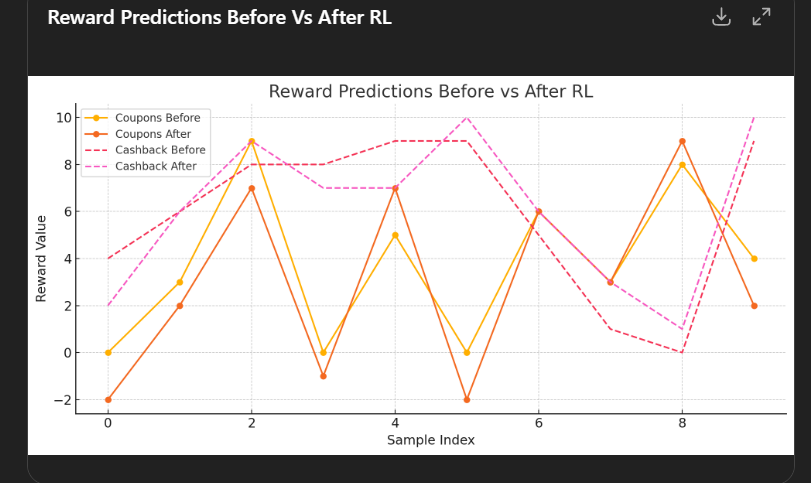 Reward Predictions Before Vs After RL
Reward Predictions Before vs After RL
Coupons Before
Coupons After
Cashback Before
Cashback After
Reward Value
10
8
6
4
2
0
−2
0 2 4 6 8
Sample Index